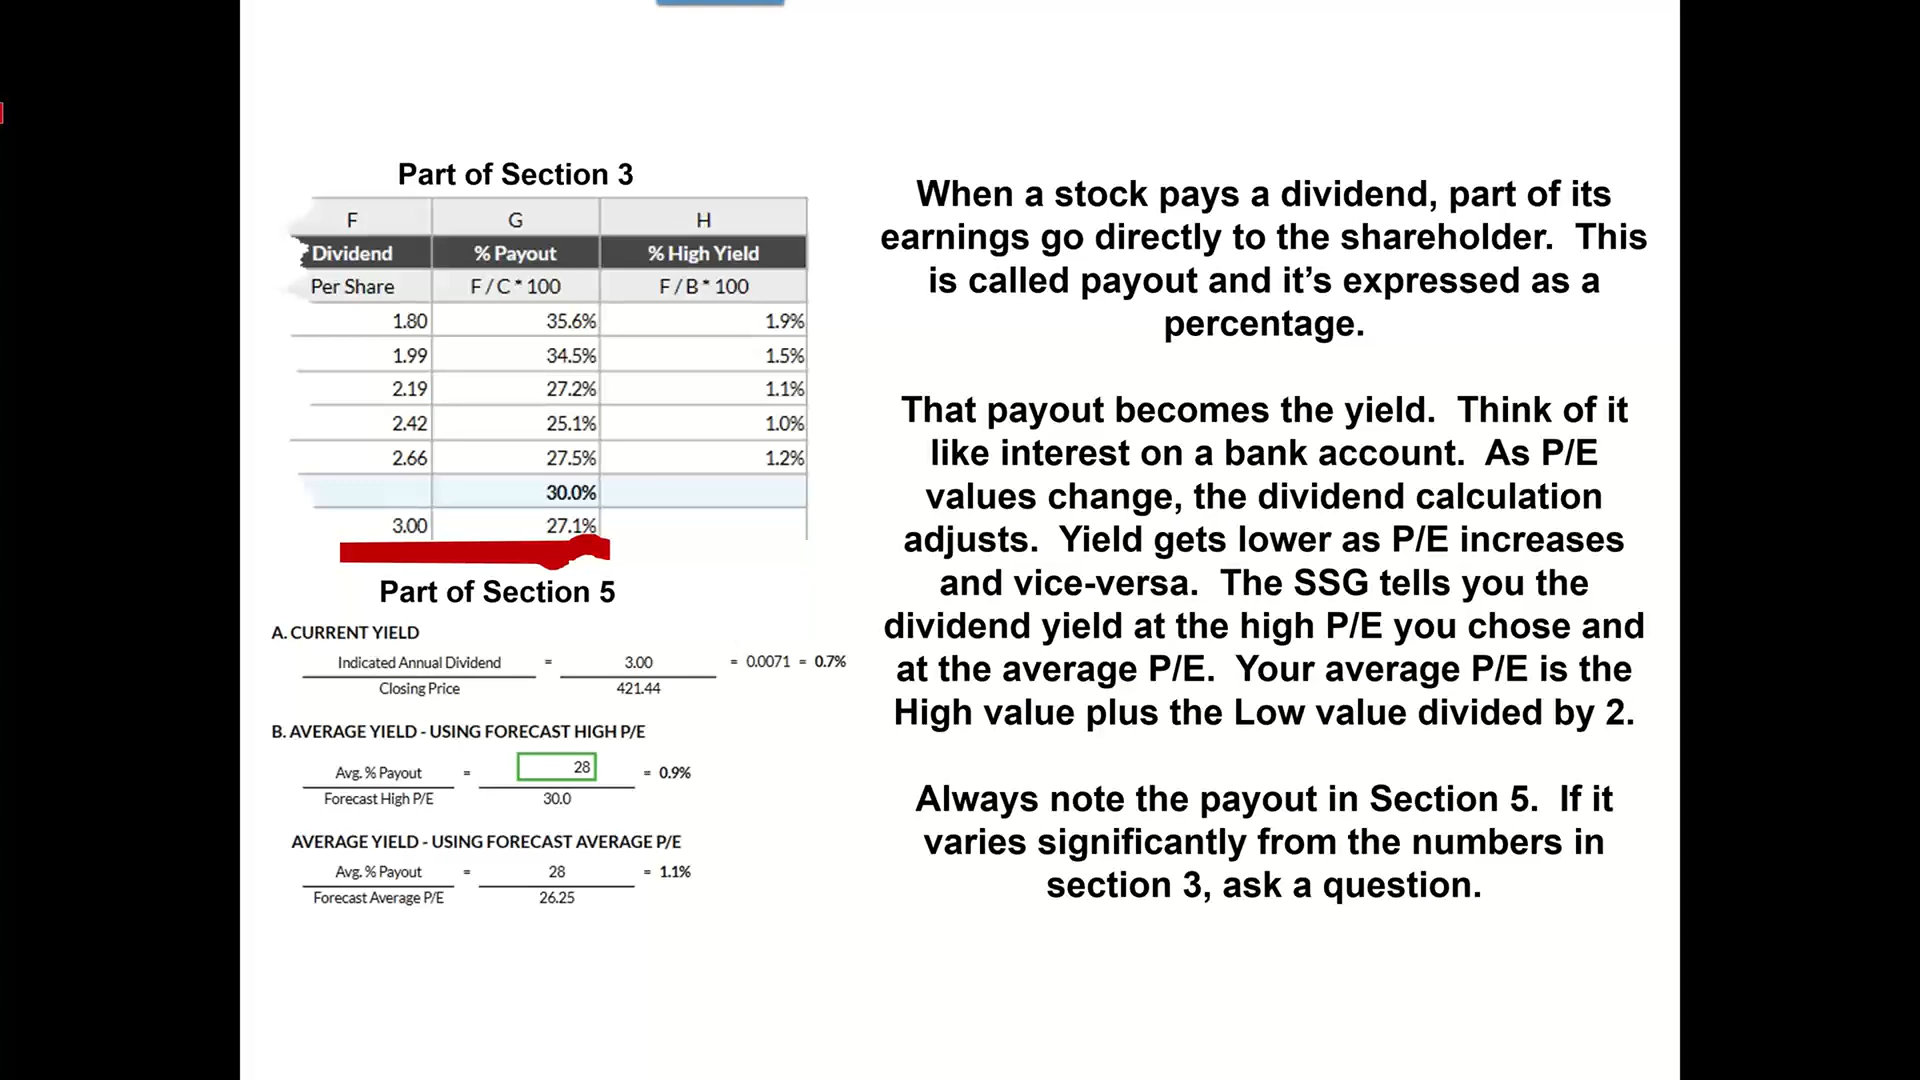 Part of Section 3
F G H
Dividend % Payout % High Yield
Per Share F / C * 100 F / B * 100
1.80 35.6% 1.9%
1.99 34.5% 1.5%
2.19 27.2% 1.1%
2.42 25.1% 1.0%
2.66 27.5% 1.2%
30.0%
3.00 27.1%
Part of Section 5
A. CURRENT YIELD
Indicated Annual Dividend = 3.00 = 0.0071 = 0.7%
Closing Price 421.44
B. AVERAGE YIELD - USING FORECAST HIGH P/E
28
Avg. % Payout = = 0.9%
Forecast High P/E 30.0
AVERAGE YIELD - USING FORECAST AVERAGE P/E
Avg. % Payout = 28 = 1.1%
Forecast Average P/E 26.25
When a stock pays a dividend, part of its
earnings go directly to the shareholder. This
is called payout and it's expressed as a
percentage.
That payout becomes the yield. Think of it
like interest on a bank account. As P/E
values change, the dividend calculation
adjusts. Yield gets lower as P/E increases
and vice-versa. The SSG tells you the
dividend yield at the high P/E you chose and
at the average P/E. Your average P/E is the
High value plus the Low value divided by 2.
Always note the payout in Section 5. If it
varies significantly from the numbers in
section 3, ask a question.